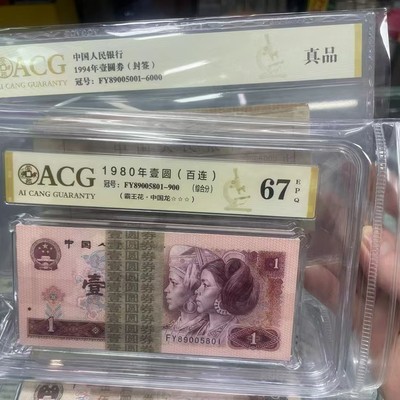 ACG
AI CANG GUARANTY
中国人民银行
1994年壹圆券（封签）
冠号：FY89005001-6000
真品
ACG
AI CANG GUARANTY
1980年壹圆（百连）
冠号：FY89005801-900（综合分）
（霸王花·中国龙☆☆☆）
67 EPQ
中国人
壹
1
1
FY89005801